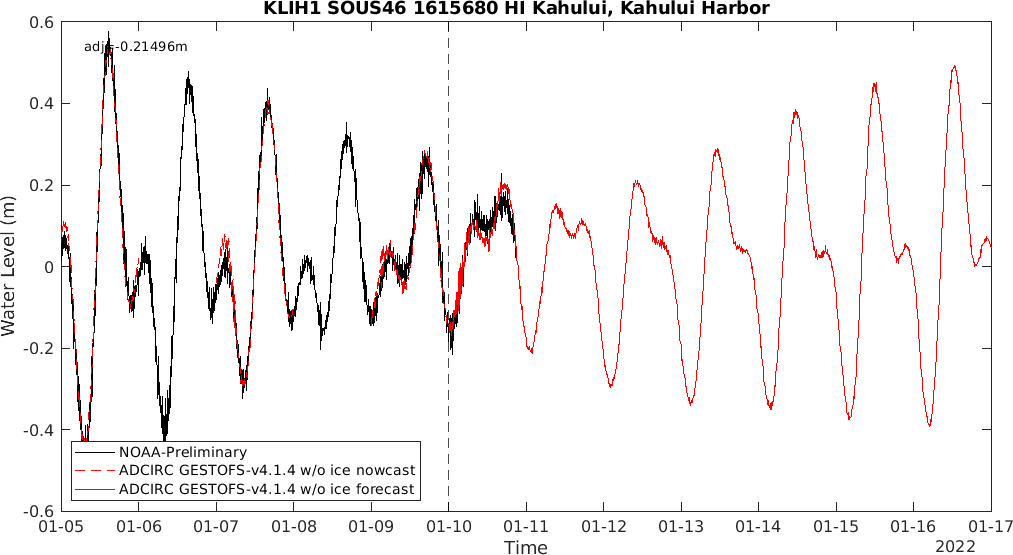 KLIH1 SOUS46 1615680 HI Kahului, Kahului Harbor
adj=-0.21496m
Water Level (m)
0.6
0.4
0.2
0
-0.2
-0.4
-0.6
NOAA-Preliminary
ADCIRC GESTOFS-v4.1.4 w/o ice nowcast
ADCIRC GESTOFS-v4.1.4 w/o ice forecast
01-05 01-06 01-07 01-08 01-09 01-10 01-11 01-12 01-13 01-14 01-15 01-16 01-17
Time
2022